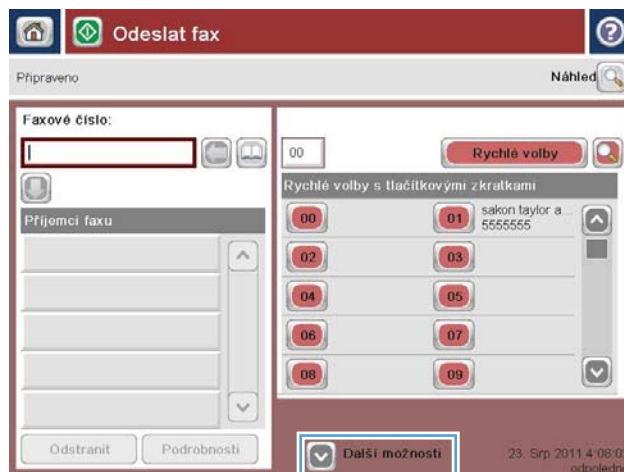 Odeslat fax
?
Připraveno
Náhled
Faxové číslo:
Příjemci faxu
Odstranit
Podrobnosti
00
Rychlé volby
Rychlé volby s tlačítkovými zkratkami
00
01 sakon taylor a...
5555555
02
03
04
05
06
07
08
09
Další možnosti
23. Srp 2011 4:08:0
odpoledn